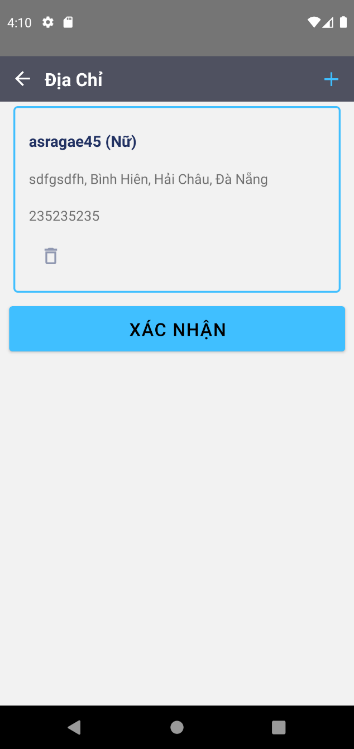 4:10
Địa Chỉ
asragae45 (Nữ)
sdfgsdfh, Bình Hiên, Hải Châu, Đà Nẵng
235235235
XÁC NHẬN